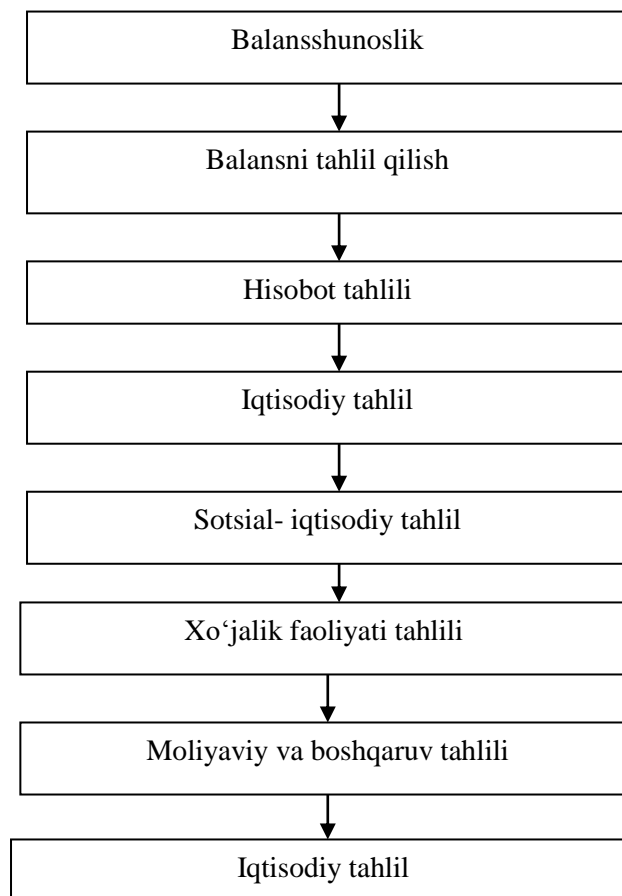 Balansshunoslik
Balansni tahlil qilish
Hisobot tahlili
Iqtisodiy tahlil
Sotsial- iqtisodiy tahlil
Xo‘jalik faoliyati tahlili
Moliyaviy va boshqaruv tahlili
Iqtisodiy tahlil